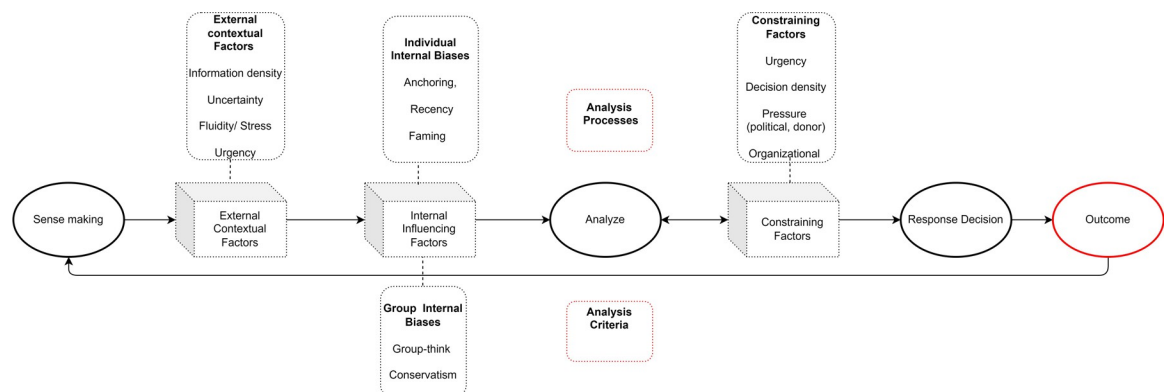 External
contextual
Factors
Information density
Uncertainty
Fluidity/ Stress
Urgency
Individual
Internal Biases
Anchoring,
Recency
Faming
Analysis
Processes
Constraining
Factors
Urgency
Decision density
Pressure
(political, donor)
Organizational
Sense making
External
Contextual
Factors
Internal
Influencing
Factors
Analyze
Constraining
Factors
Response Decision
Outcome
Group Internal
Biases
Group-think
Conservatism
Analysis
Criteria